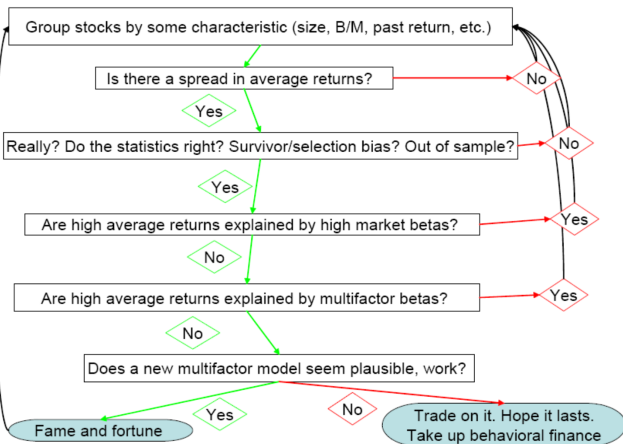 Group stocks by some characteristic (size, B/M, past return, etc.)
Is there a spread in average returns?
No
Yes
Really? Do the statistics right? Survivor/selection bias? Out of sample?
No
Yes
Are high average returns explained by high market betas?
Yes
No
Are high average returns explained by multifactor betas?
Yes
No
Does a new multifactor model seem plausible, work?
Yes
No
Fame and fortune
Trade on it. Hope it lasts.
Take up behavioral finance